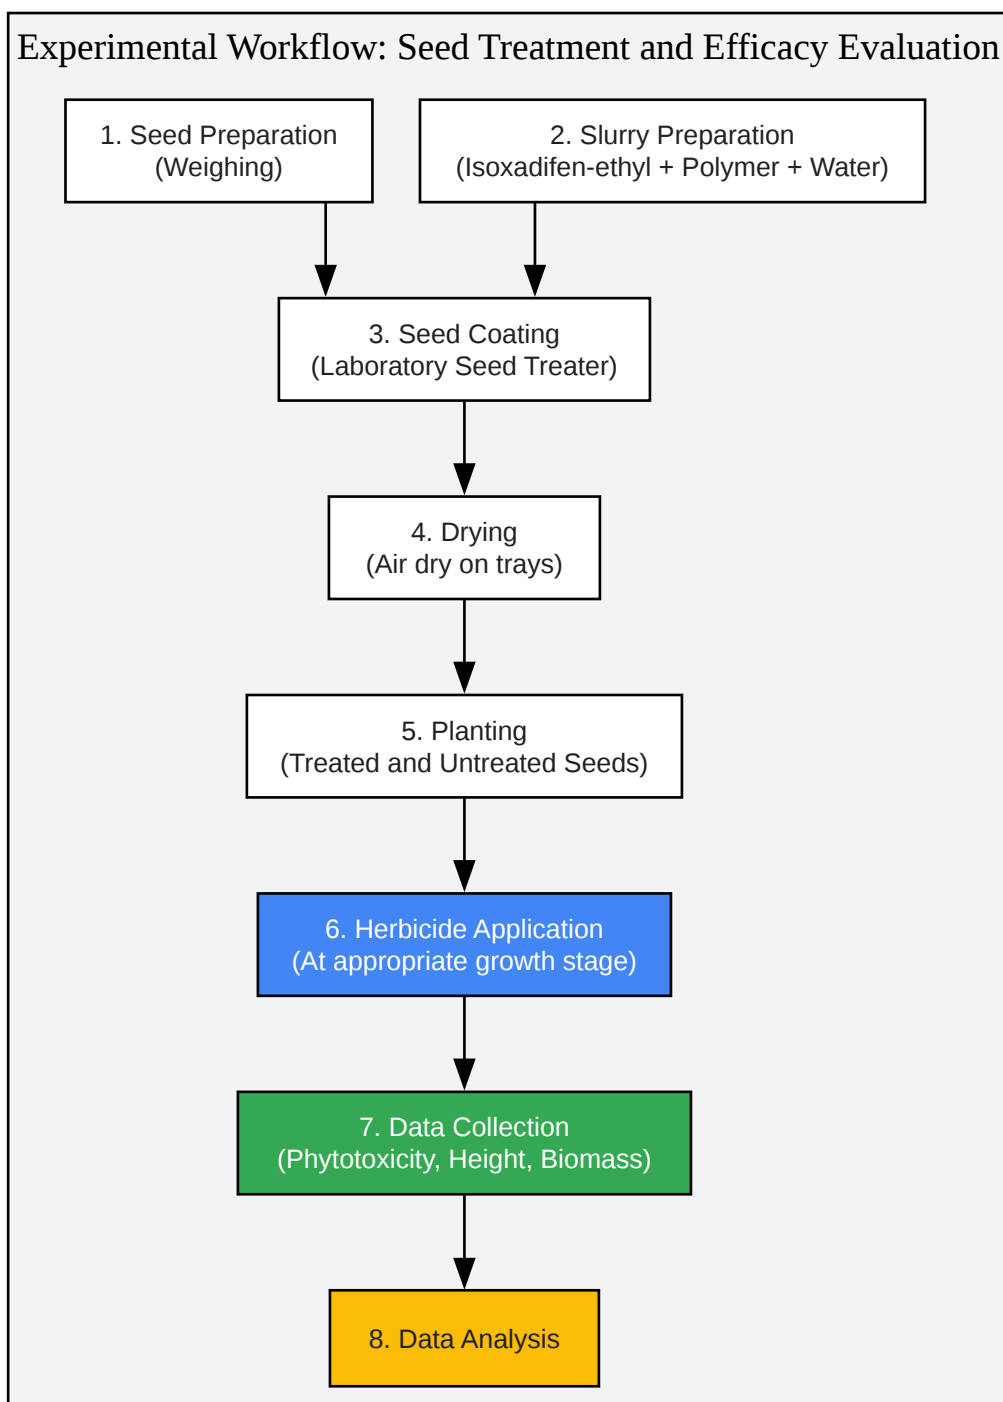 Experimental Workflow: Seed Treatment and Efficacy Evaluation
1. Seed Preparation
(Weighing)
2. Slurry Preparation
(Isoxadifen-ethyl + Polymer + Water)
3. Seed Coating
(Laboratory Seed Treater)
4. Drying
(Air dry on trays)
5. Planting
(Treated and Untreated Seeds)
6. Herbicide Application
(At appropriate growth stage)
7. Data Collection
(Phytotoxicity, Height, Biomass)
8. Data Analysis